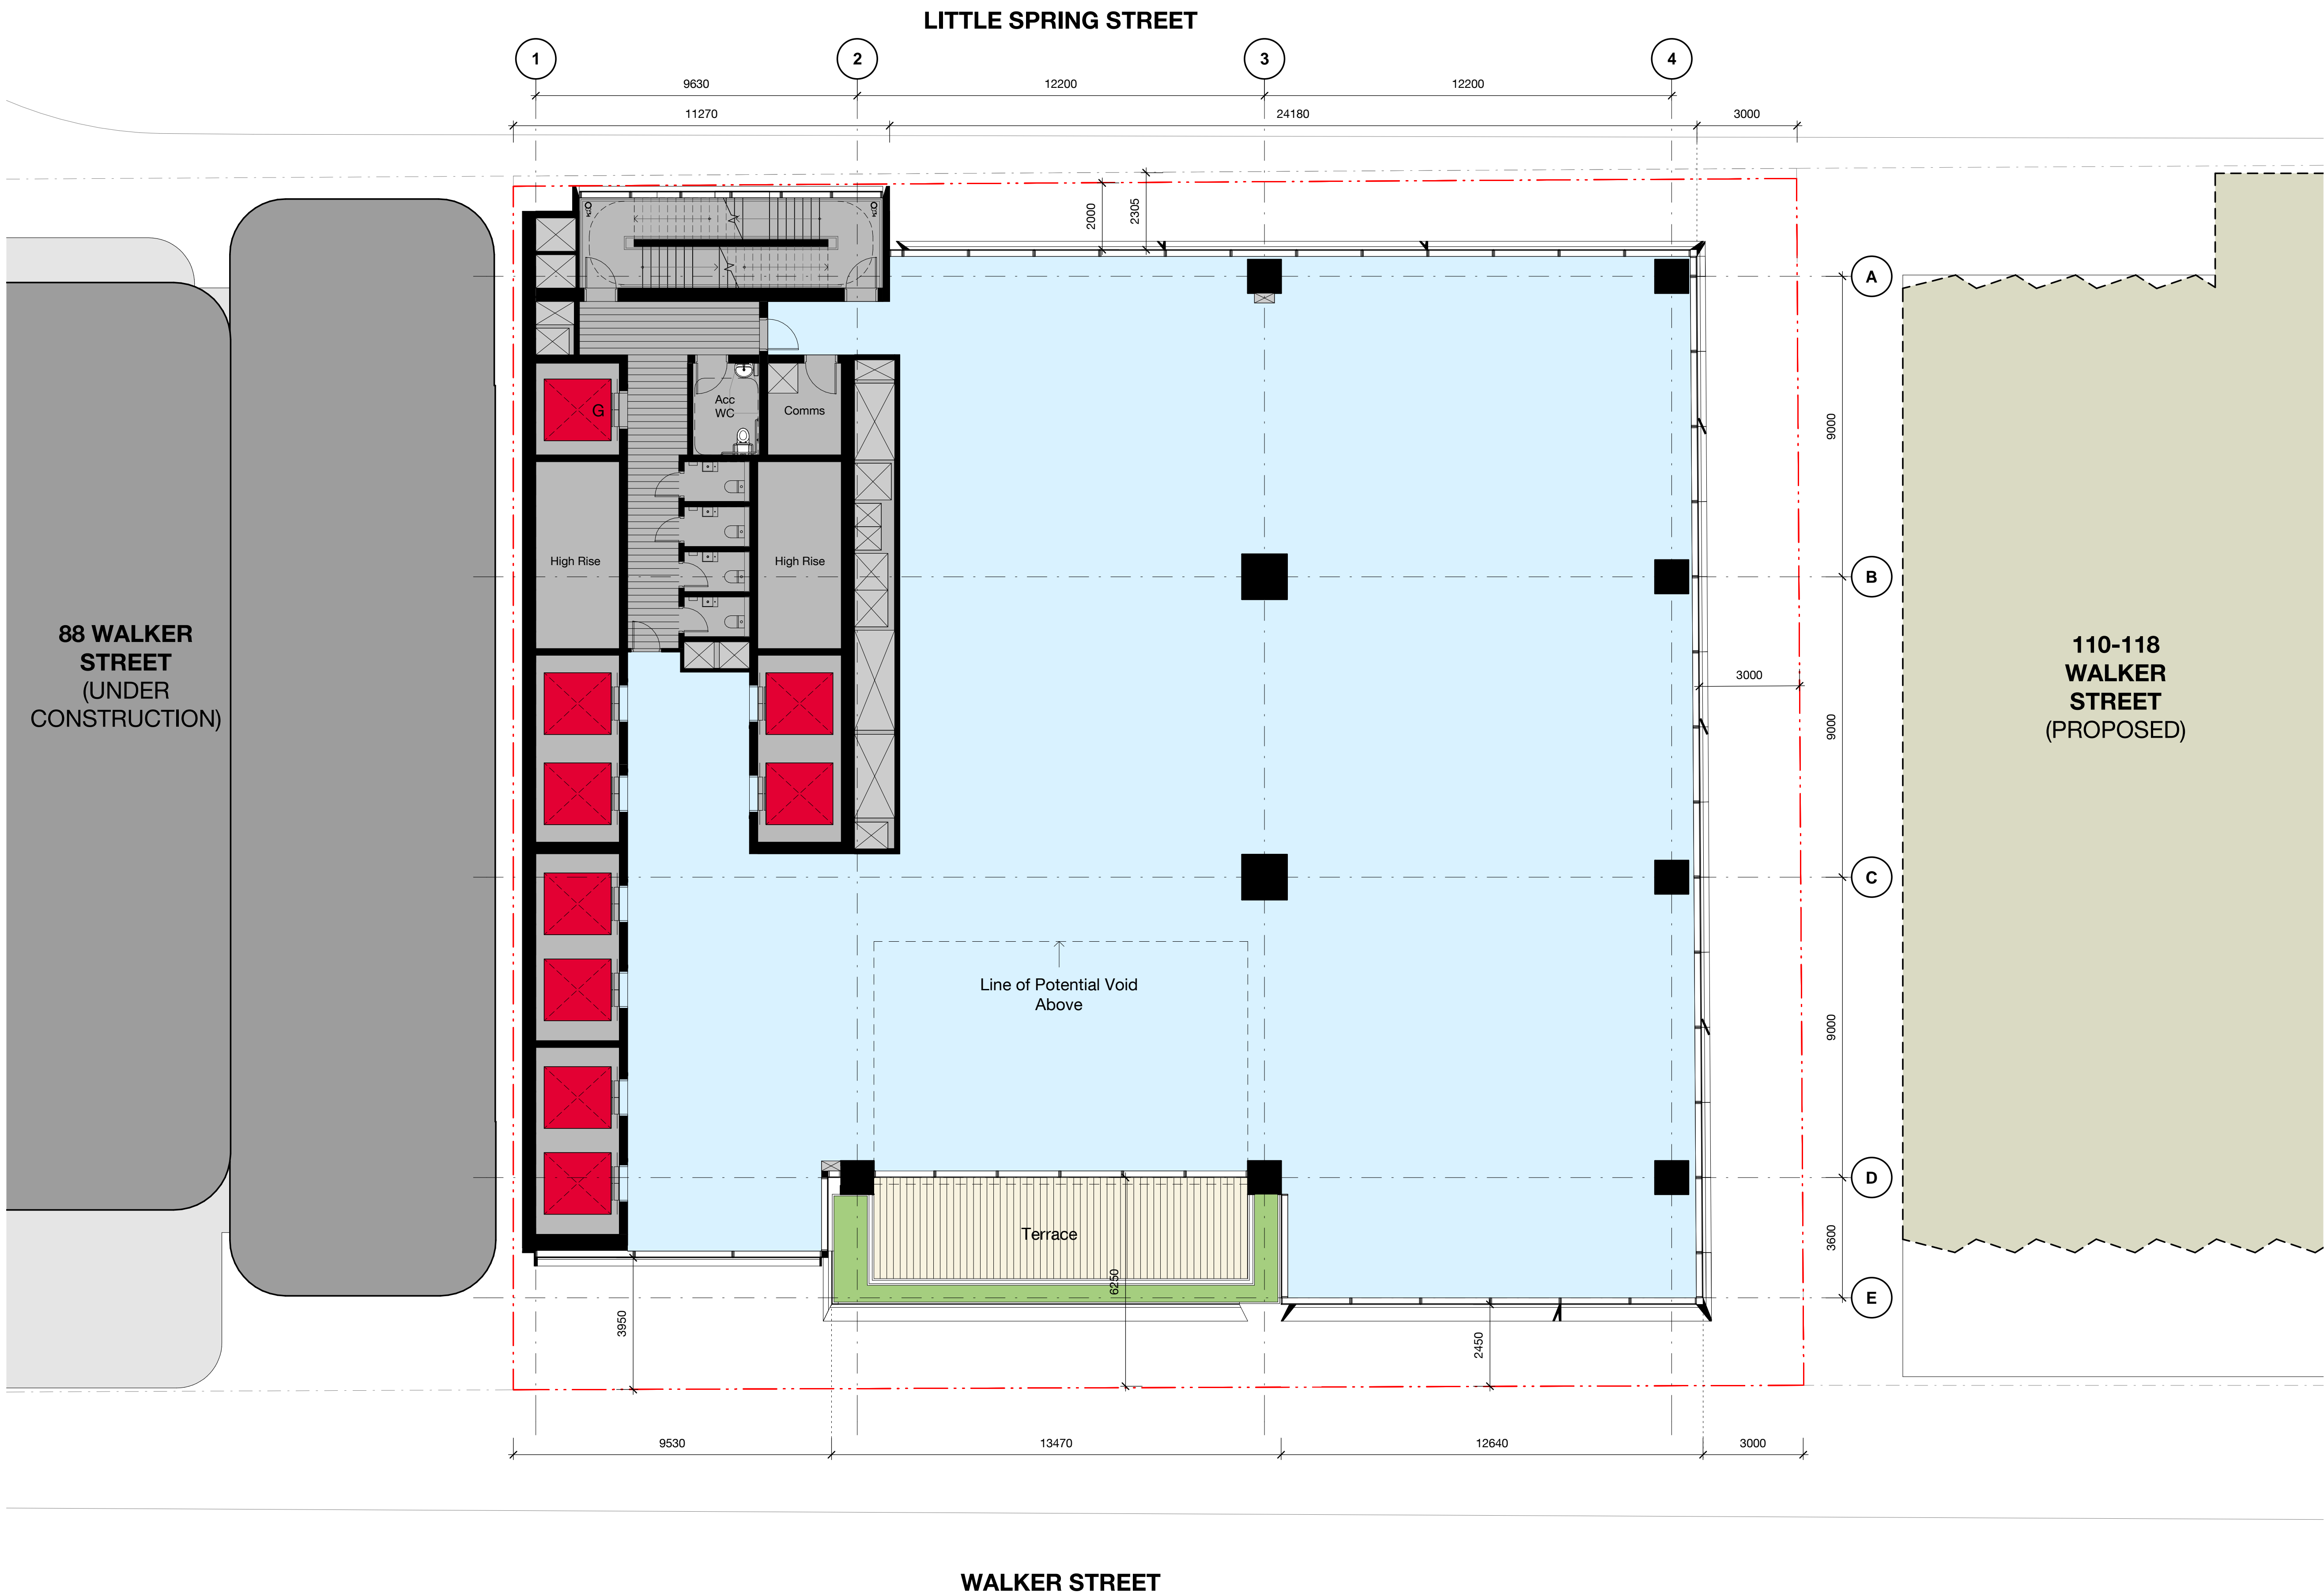 LITTLE SPRING STREET
1
2
3
4
9630
12200
12200
11270
24180
3000
2000
2305
A
B
C
D
E
9000
9000
9000
3600
G
Acc
WC
Comms
High Rise
High Rise
88 WALKER
STREET
(UNDER
CONSTRUCTION)
110-118
WALKER
STREET
(PROPOSED)
3000
Line of Potential Void
Above
Terrace
3950
6250
2450
9530
13470
12640
3000
WALKER STREET